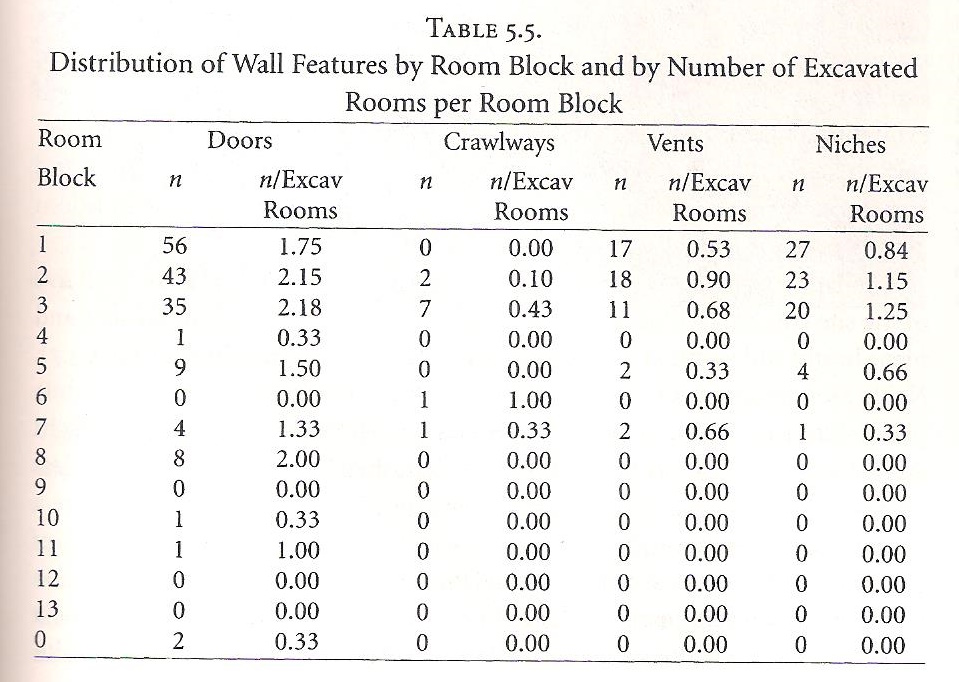 TABLE 5.5.
Distribution of Wall Features by Room Block and by Number of Excavated
Rooms per Room Block
Room Doors Crawlways Vents Niches
Block n n/Excav n n/Excav n n/Excav n n/Excav
Rooms Rooms Rooms Rooms
1 56 1.75 0 0.00 17 0.53 27 0.84
2 43 2.15 2 0.10 18 0.90 23 1.15
3 35 2.18 7 0.43 11 0.68 20 1.25
4 1 0.33 0 0.00 0 0.00 0 0.00
5 9 1.50 0 0.00 2 0.33 4 0.66
6 0 0.00 1 1.00 0 0.00 0 0.00
7 4 1.33 1 0.33 2 0.66 1 0.33
8 8 2.00 0 0.00 0 0.00 0 0.00
9 0 0.00 0 0.00 0 0.00 0 0.00
10 1 0.33 0 0.00 0 0.00 0 0.00
11 1 1.00 0 0.00 0 0.00 0 0.00
12 0 0.00 0 0.00 0 0.00 0 0.00
13 0 0.00 0 0.00 0 0.00 0 0.00
0 2 0.33 0 0.00 0 0.00 0 0.00